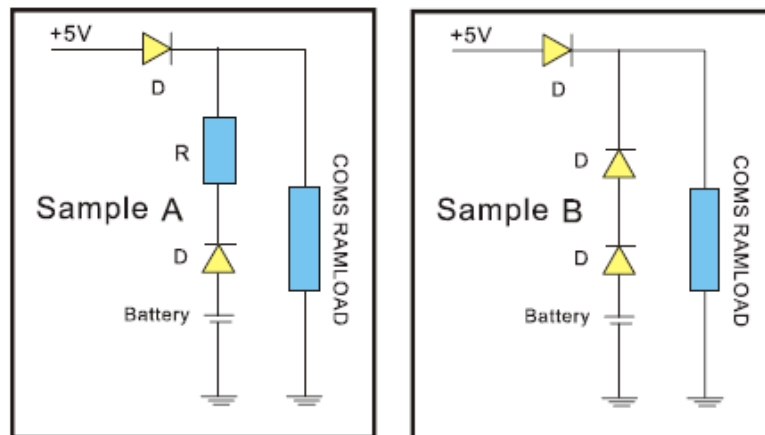 +5V
D
R
Sample A
D
Battery
COMS RAMLOAD
+5V
D
D
Sample B
D
Battery
COMS RAMLOAD